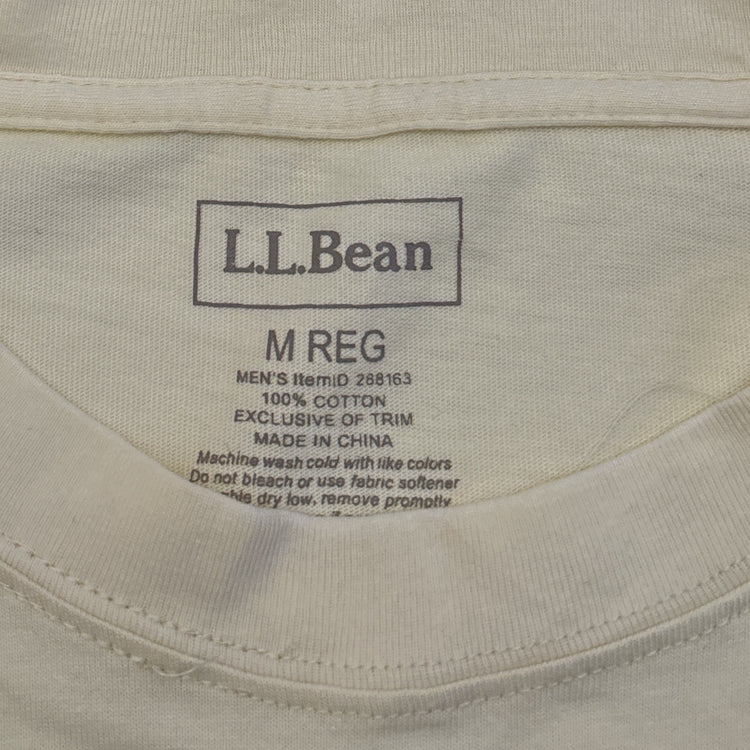 L.L.Bean
M REG
MEN'S ItemID 268163
100% COTTON
EXCLUSIVE OF TRIM
MADE IN CHINA
Machine wash cold with like colors
Do not bleach or use fabric softener
dry low, remove promptly